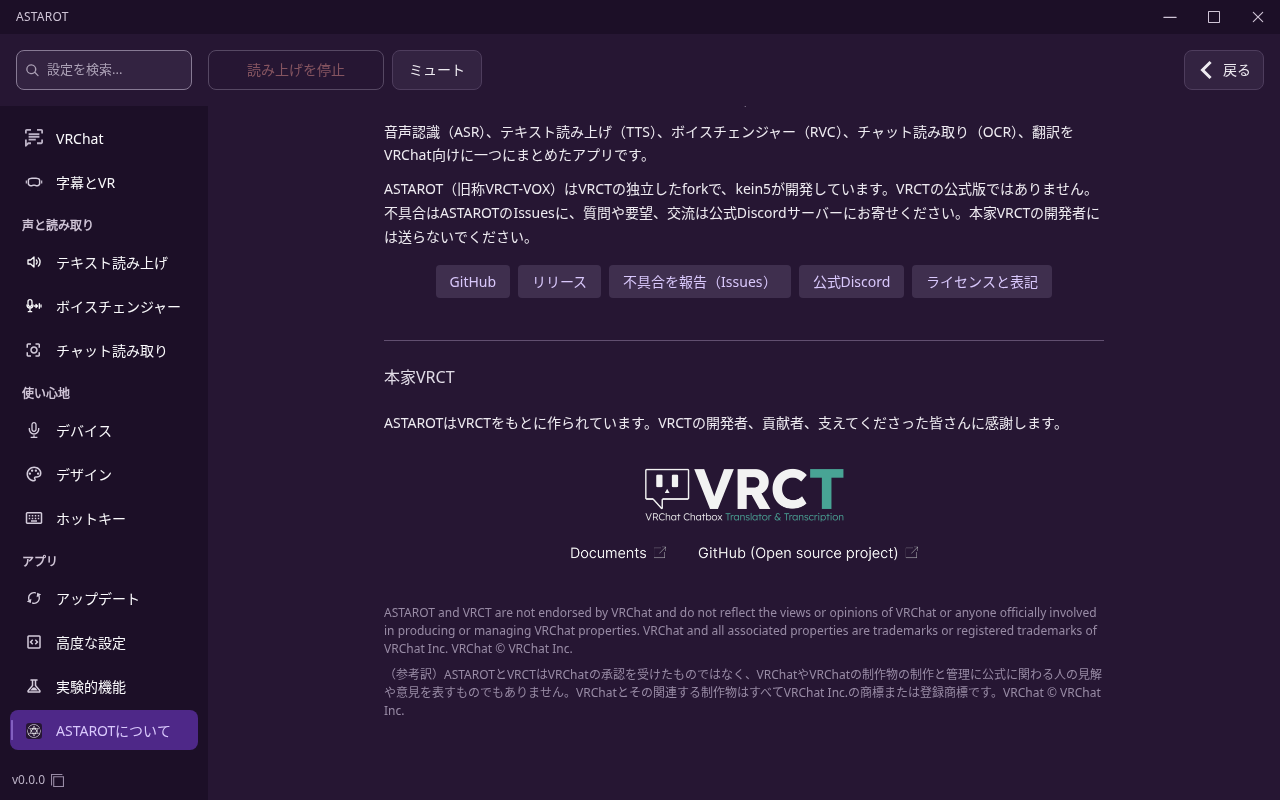 ASTAROT
設定を検索...
読み上げを停止
ミュート
戻る
VRChat
字幕とVR
声と読み取り
テキスト読み上げ
ボイスチェンジャー
チャット読み取り
使い心地
デバイス
デザイン
ホットキー
アプリ
アップデート
高度な設定
実験的機能
ASTAROTについて
v0.0.0
音声認識（ASR）、テキスト読み上げ（TTS）、ボイスチェンジャー（RVC）、チャット読み取り（OCR）、翻訳を
VRChat向けに一つにまとめたアプリです。
ASTAROT（旧称VRCT-VOX）はVRCTの独立したforkで、kein5が開発しています。VRCTの公式版ではありません。
不具合はASTAROTのIssuesに、質問や要望、交流は公式Discordサーバーにお寄せください。本家VRCTの開発者に
は送らないでください。
GitHub
リリース
不具合を報告（Issues）
公式Discord
ライセンスと表記
本家VRCT
ASTAROTはVRCTをもとに作られています。VRCTの開発者、貢献者、支えてくださった皆さんに感謝します。
VRCT
VRChat Chatbox Translator & Transcription
Documents
GitHub (Open source project)
ASTAROT and VRCT are not endorsed by VRChat and do not reflect the views or opinions of VRChat or anyone officially involved
in producing or managing VRChat properties. VRChat and all associated properties are trademarks or registered trademarks of
VRChat Inc. VRChat © VRChat Inc.
（参考訳）ASTAROTとVRCTはVRChatの承認を受けたものではなく、VRChatやVRChatの制作物の制作と管理に公式に関わる人の見解
や意見を表すものでもありません。VRChatとその関連する制作物はすべてVRChat Inc.の商標または登録商標です。VRChat © VRChat
Inc.